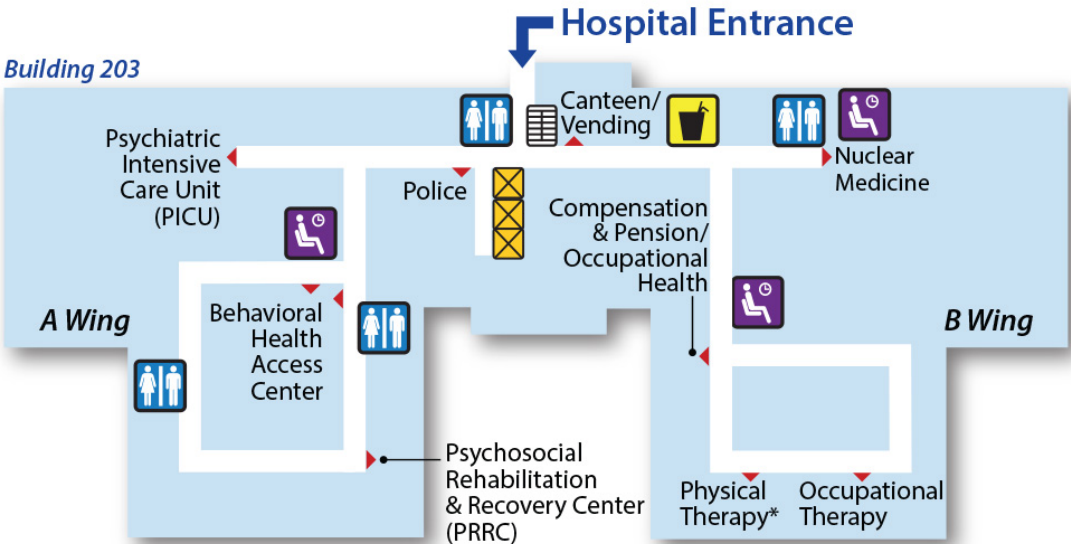 Hospital Entrance
Building 203
Canteen/
Vending
Psychiatric
Intensive
Care Unit
(PICU)
Police
Nuclear
Medicine
Compensation
& Pension/
Occupational
Health
A Wing
Behavioral
Health
Access
Center
B Wing
Psychosocial
Rehabilitation
& Recovery Center
(PRRC)
Physical
Therapy*
Occupational
Therapy